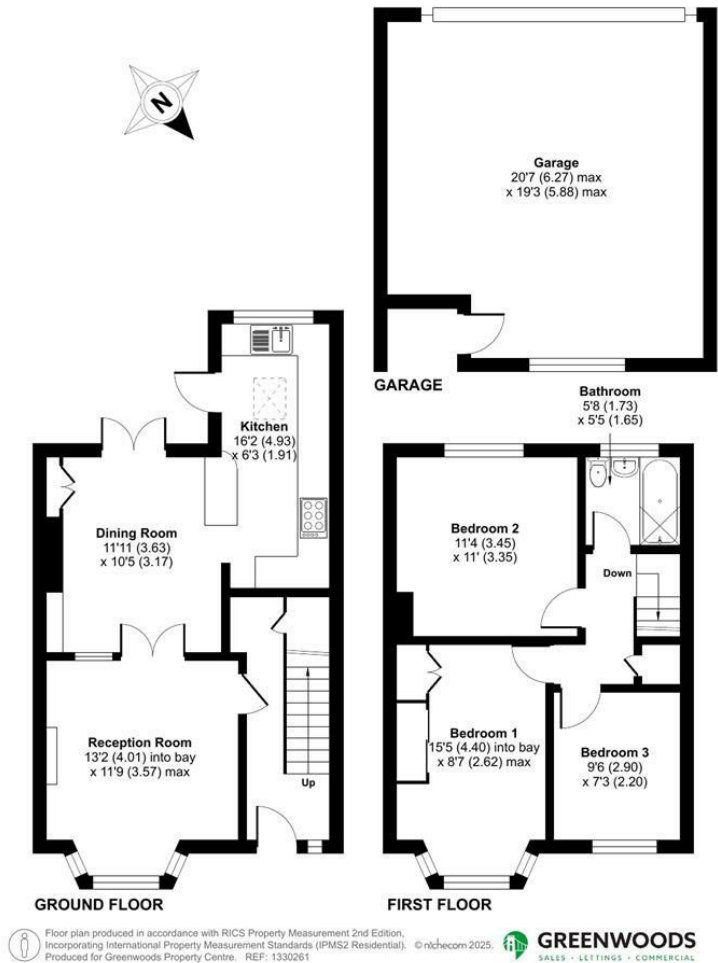 N
Garage
20'7 (6.27) max
x 19'3 (5.88) max
GARAGE
Kitchen
16'2 (4.93)
x 6'3 (1.91)
Dining Room
11'11 (3.63)
x 10'5 (3.17)
Reception Room
13'2 (4.01) into bay
x 11'9 (3.57) max
Up
GROUND FLOOR
Bathroom
5'8 (1.73)
x 5'5 (1.65)
Bedroom 2
11'4 (3.45)
x 11' (3.35)
Down
Bedroom 1
15'5 (4.40) into bay
x 8'7 (2.62) max
Bedroom 3
9'6 (2.90)
x 7'3 (2.20)
FIRST FLOOR
Floor plan produced in accordance with RICS Property Measurement 2nd Edition,
Incorporating International Property Measurement Standards (IPMS2 Residential). © nichecom 2025.
Produced for Greenwoods Property Centre. REF: 1330261
GREENWOODS
SALES · LETTINGS · COMMERCIAL